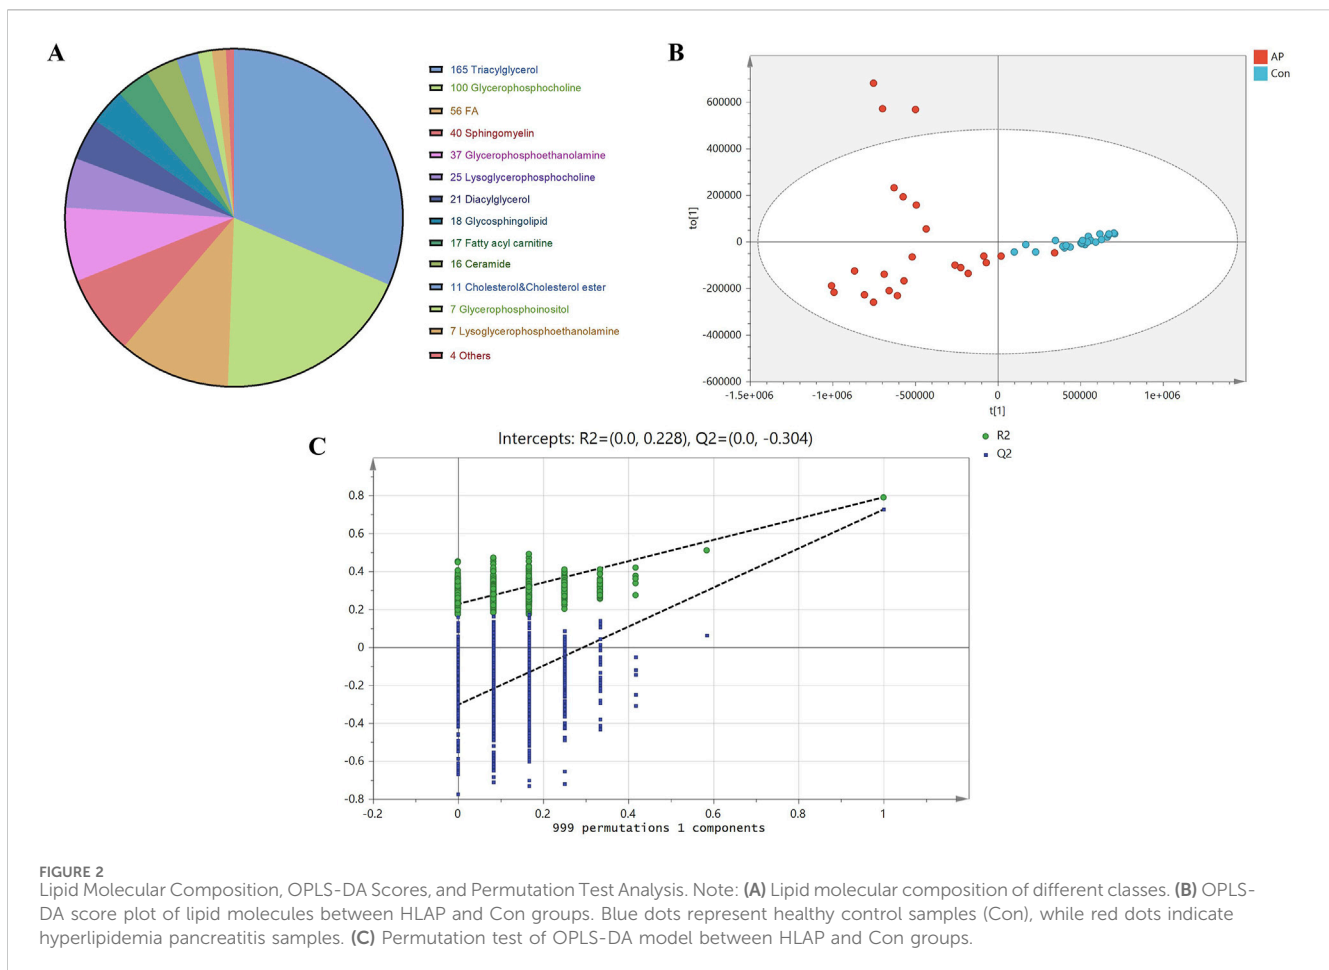 A
165 Triacylglycerol
100 Glycerophosphocholine
56 FA
40 Sphingomyelin
37 Glycerophosphoethanolamine
25 Lysoglycerophosphocholine
21 Diacylglycerol
18 Glycosphingolipid
17 Fatty acyl carnitine
16 Ceramide
11 Cholesterol&Cholesterol ester
7 Glycerophosphoinositol
7 Lysoglycerophosphoethanolamine
4 Others
B
AP
Con
600000
400000
200000
0
-200000
-400000
-600000
to[1]
-1.5e+006
-1e+006
-500000
0
500000
1e+006
t[1]
C
Intercepts: R2=(0.0, 0.228), Q2=(0.0, -0.304)
R2
Q2
0.8
0.6
0.4
0.2
0
-0.2
-0.4
-0.6
-0.8
-0.2
0
0.2
0.4
0.6
0.8
1
999 permutations 1 components
FIGURE 2
Lipid Molecular Composition, OPLS-DA Scores, and Permutation Test Analysis. Note: (A) Lipid molecular composition of different classes. (B) OPLS-
DA score plot of lipid molecules between HLAP and Con groups. Blue dots represent healthy control samples (Con), while red dots indicate
hyperlipidemia pancreatitis samples. (C) Permutation test of OPLS-DA model between HLAP and Con groups.